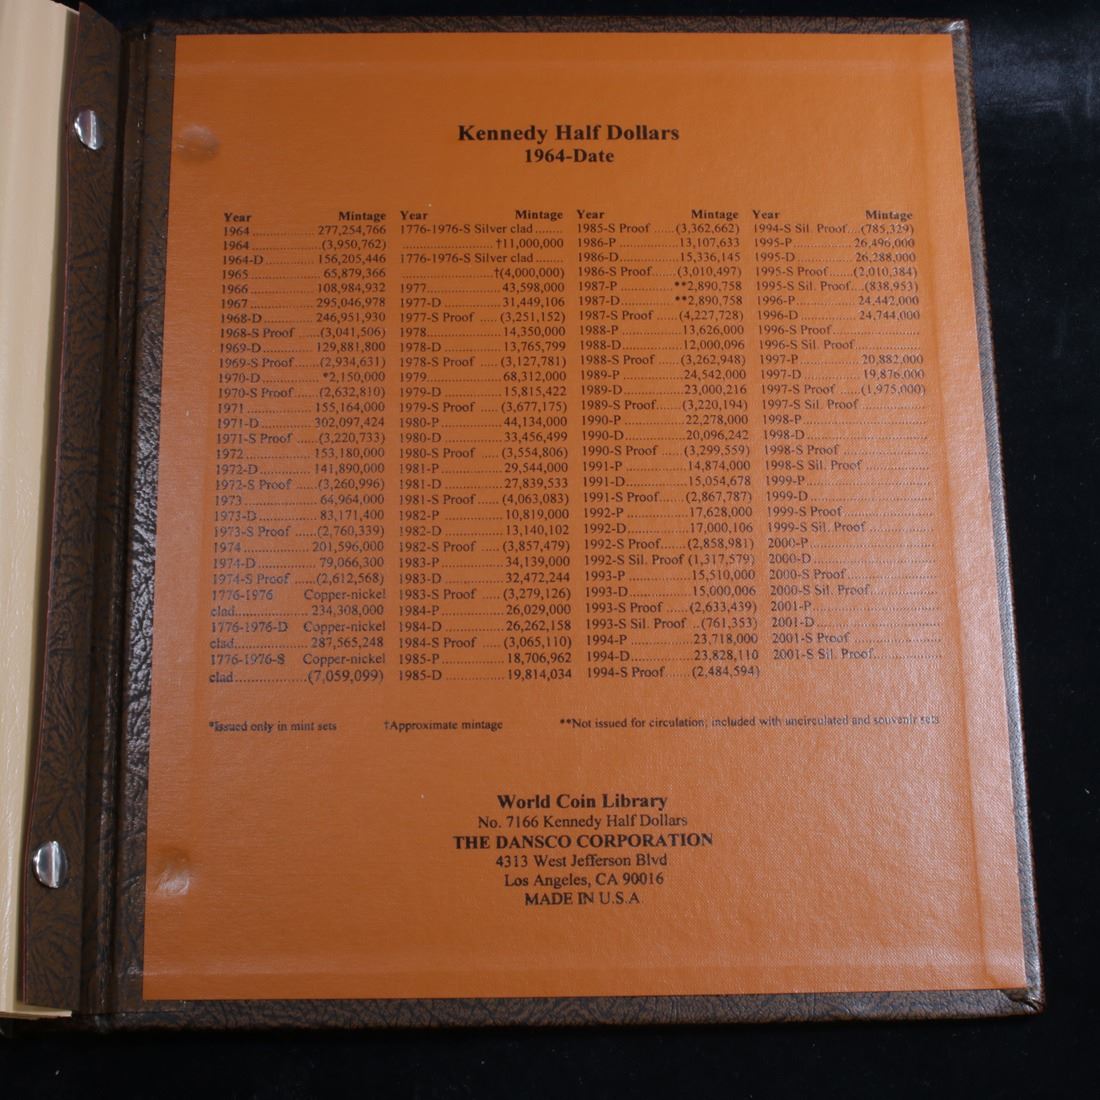 Kennedy Half Dollars
1964-Date
Year Mintage
1964 277,254,766
1964 (3,950,762)
1964-D 156,205,446
1965 65,879,366
1966 108,984,932
1967 295,046,978
1968-D 246,951,930
1968-S Proof (3,041,506)
1969-D 129,881,800
1969-S Proof (2,934,631)
1970-D *2,150,000
1970-S Proof (2,632,810)
1971 155,164,000
1971-D 302,097,424
1971-S Proof (3,220,733)
1972 153,180,000
1972-D 141,890,000
1972-S Proof (3,260,996)
1973 64,964,000
1973-D 83,171,400
1973-S Proof (2,760,339)
1974 201,596,000
1974-D 79,066,300
1974-S Proof (2,612,568)
1776-1976 Copper-nickel
clad 234,308,000
1776-1976-D Copper-nickel
clad 287,565,248
1776-1976-S Copper-nickel
clad (7,059,099)
Year Mintage
1776-1976-S Silver clad
†11,000,000
1776-1976-S Silver clad
†(4,000,000)
1977 43,598,000
1977-D 31,449,106
1977-S Proof (3,251,152)
1978 14,350,000
1978-D 13,765,799
1978-S Proof (3,127,781)
1979 68,312,000
1979-D 15,815,422
1979-S Proof (3,677,175)
1980-P 44,134,000
1980-D 33,456,499
1980-S Proof (3,554,806)
1981-P 29,544,000
1981-D 27,839,533
1981-S Proof (4,063,083)
1982-P 10,819,000
1982-D 13,140,102
1982-S Proof (3,857,479)
1983-P 34,139,000
1983-D 32,472,244
1983-S Proof (3,279,126)
1984-P 26,029,000
1984-D 26,262,158
1984-S Proof (3,065,110)
1985-P 18,706,962
1985-D 19,814,034
Year Mintage
1985-S Proof (3,362,662)
1986-P 13,107,633
1986-D 15,336,145
1986-S Proof (3,010,497)
1987-P **2,890,758
1987-D **2,890,758
1987-S Proof (4,227,728)
1988-P 13,626,000
1988-D 12,000,096
1988-S Proof (3,262,948)
1989-P 24,542,000
1989-D 23,000,216
1989-S Proof (3,220,194)
1990-P 22,278,000
1990-D 20,096,242
1990-S Proof (3,299,559)
1991-P 14,874,000
1991-D 15,054,678
1991-S Proof (2,867,787)
1992-P 17,628,000
1992-D 17,000,106
1992-S Proof (2,858,981)
1992-S Sil. Proof (1,317,579)
1993-P 15,510,000
1993-D 15,000,006
1993-S Proof (2,633,439)
1993-S Sil. Proof (761,353)
1994-P 23,718,000
1994-D 23,828,110
1994-S Proof (2,484,594)
Year Mintage
1994-S Sil. Proof (785,329)
1995-P 26,496,000
1995-D 26,288,000
1995-S Proof (2,010,384)
1995-S Sil. Proof (838,953)
1996-P 24,442,000
1996-D 24,744,000
1996-S Proof
1996-S Sil. Proof
1997-P 20,882,000
1997-D 19,876,000
1997-S Proof (1,975,000)
1997-S Sil. Proof
1998-P
1998-D
1998-S Proof
1998-S Sil. Proof
1999-P
1999-D
1999-S Proof
1999-S Sil. Proof
2000-P
2000-D
2000-S Proof
2000-S Sil. Proof
2001-P
2001-D
2001-S Proof
2001-S Sil. Proof
*Issued only in mint sets †Approximate mintage **Not issued for circulation; included with uncirculated and souvenir sets
World Coin Library
No. 7166 Kennedy Half Dollars
THE DANSCO CORPORATION
4313 West Jefferson Blvd.
Los Angeles, CA 90016
MADE IN U.S.A.